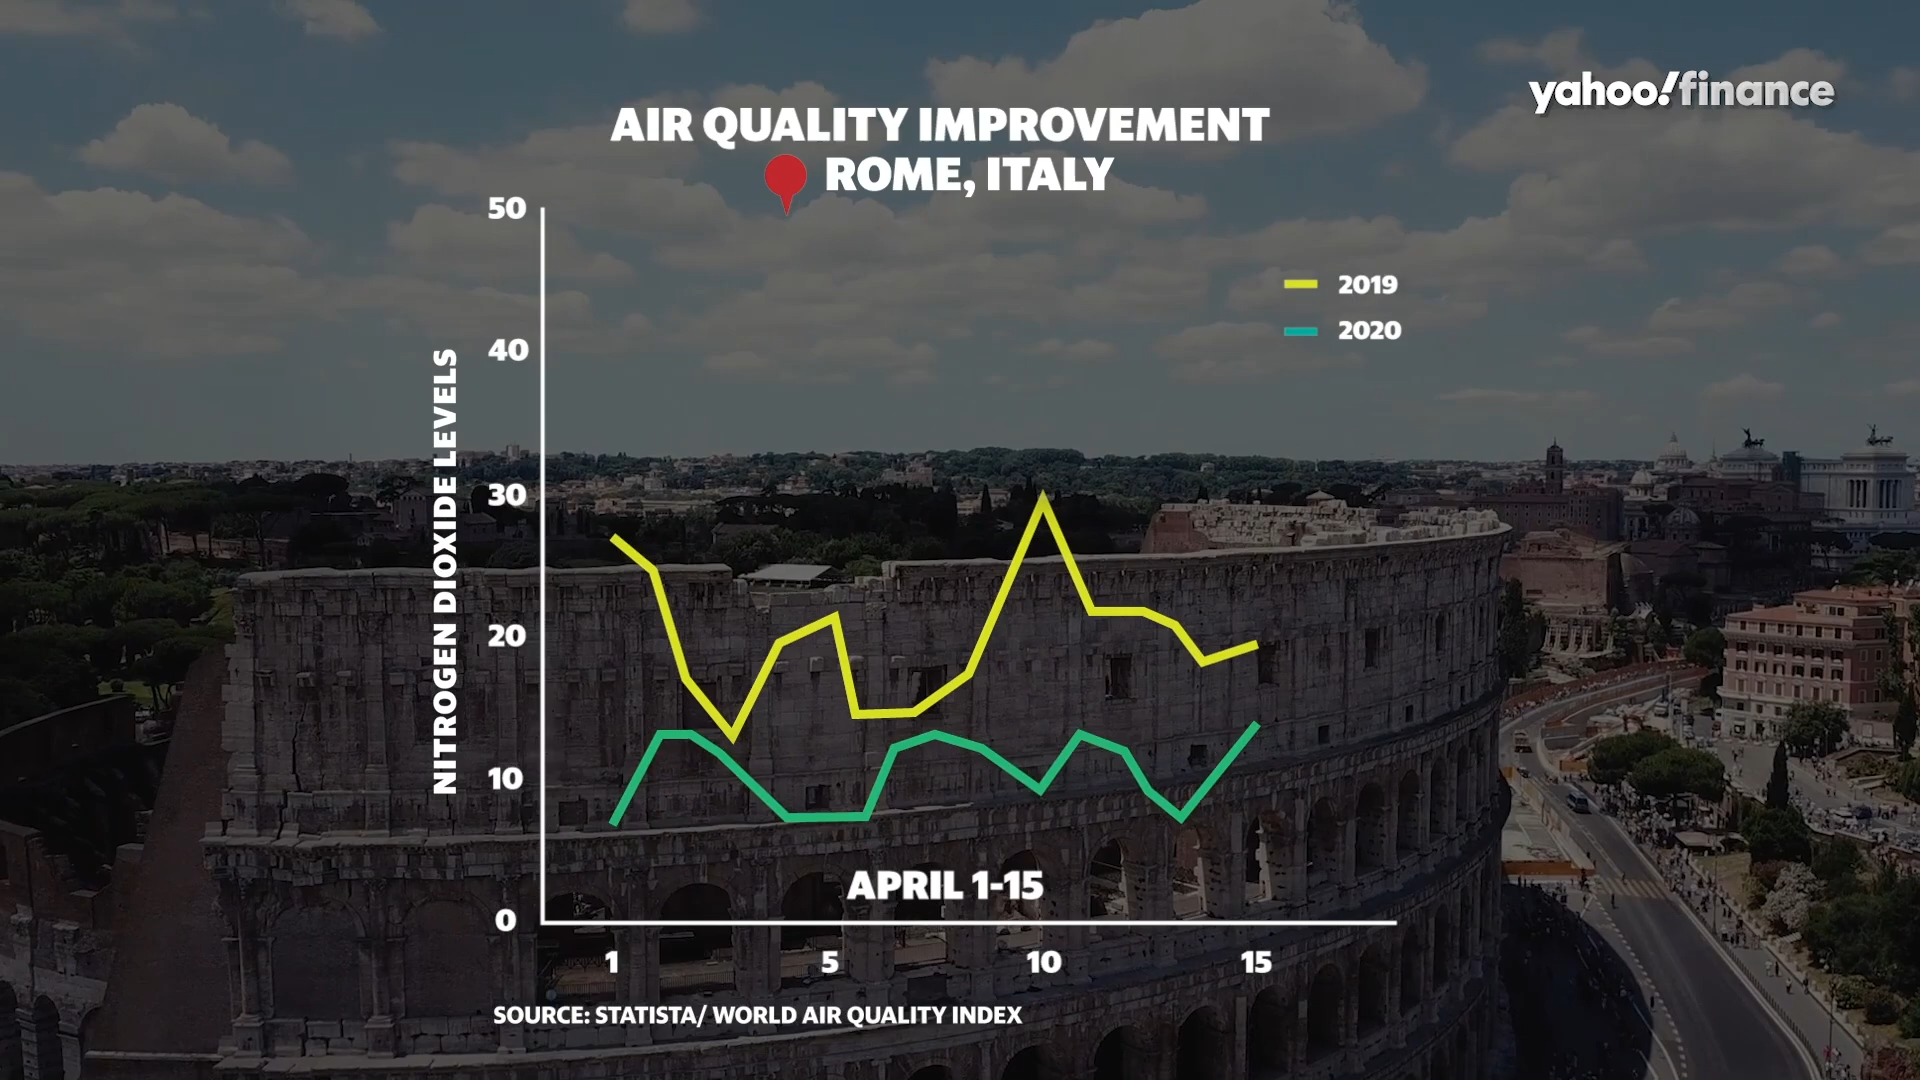 yahoo!finance
AIR QUALITY IMPROVEMENT
ROME, ITALY
50
40
30
20
10
0
NITROGEN DIOXIDE LEVELS
2019
2020
APRIL 1-15
1 5 10 15
SOURCE: STATISTA/ WORLD AIR QUALITY INDEX